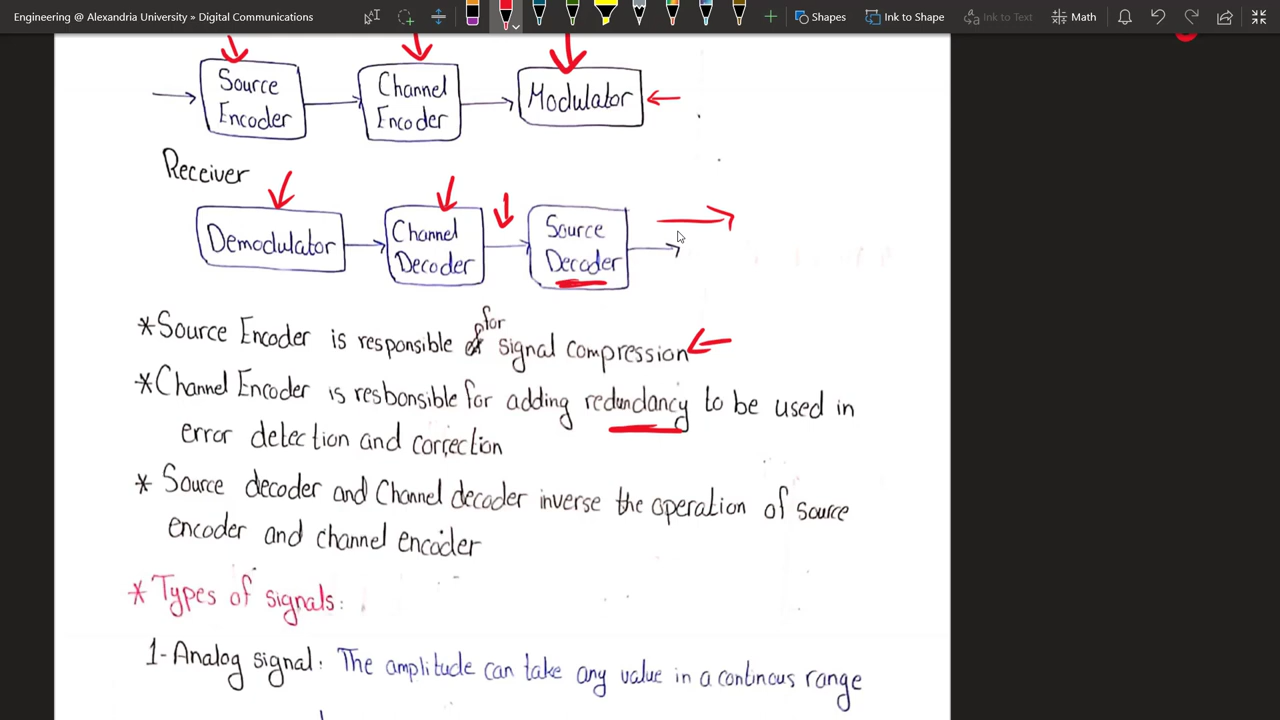 Engineering @ Alexandria University » Digital Communications
Shapes
Ink to Shape
Ink to Text
Math
Source
Encoder
Channel
Encoder
Modulator
Receiver
Demodulator
Channel
Decoder
Source
Decoder
for
*Source Encoder is responsible signal compression
*Channel Encoder is resbonsible for adding redundancy to be used in
error detection and correction
* Source decoder and Channel decoder inverse the operation of source
encoder and channel encoder
* Types of signals:
1- Analog signal: The amplitude can take any value in a continous range